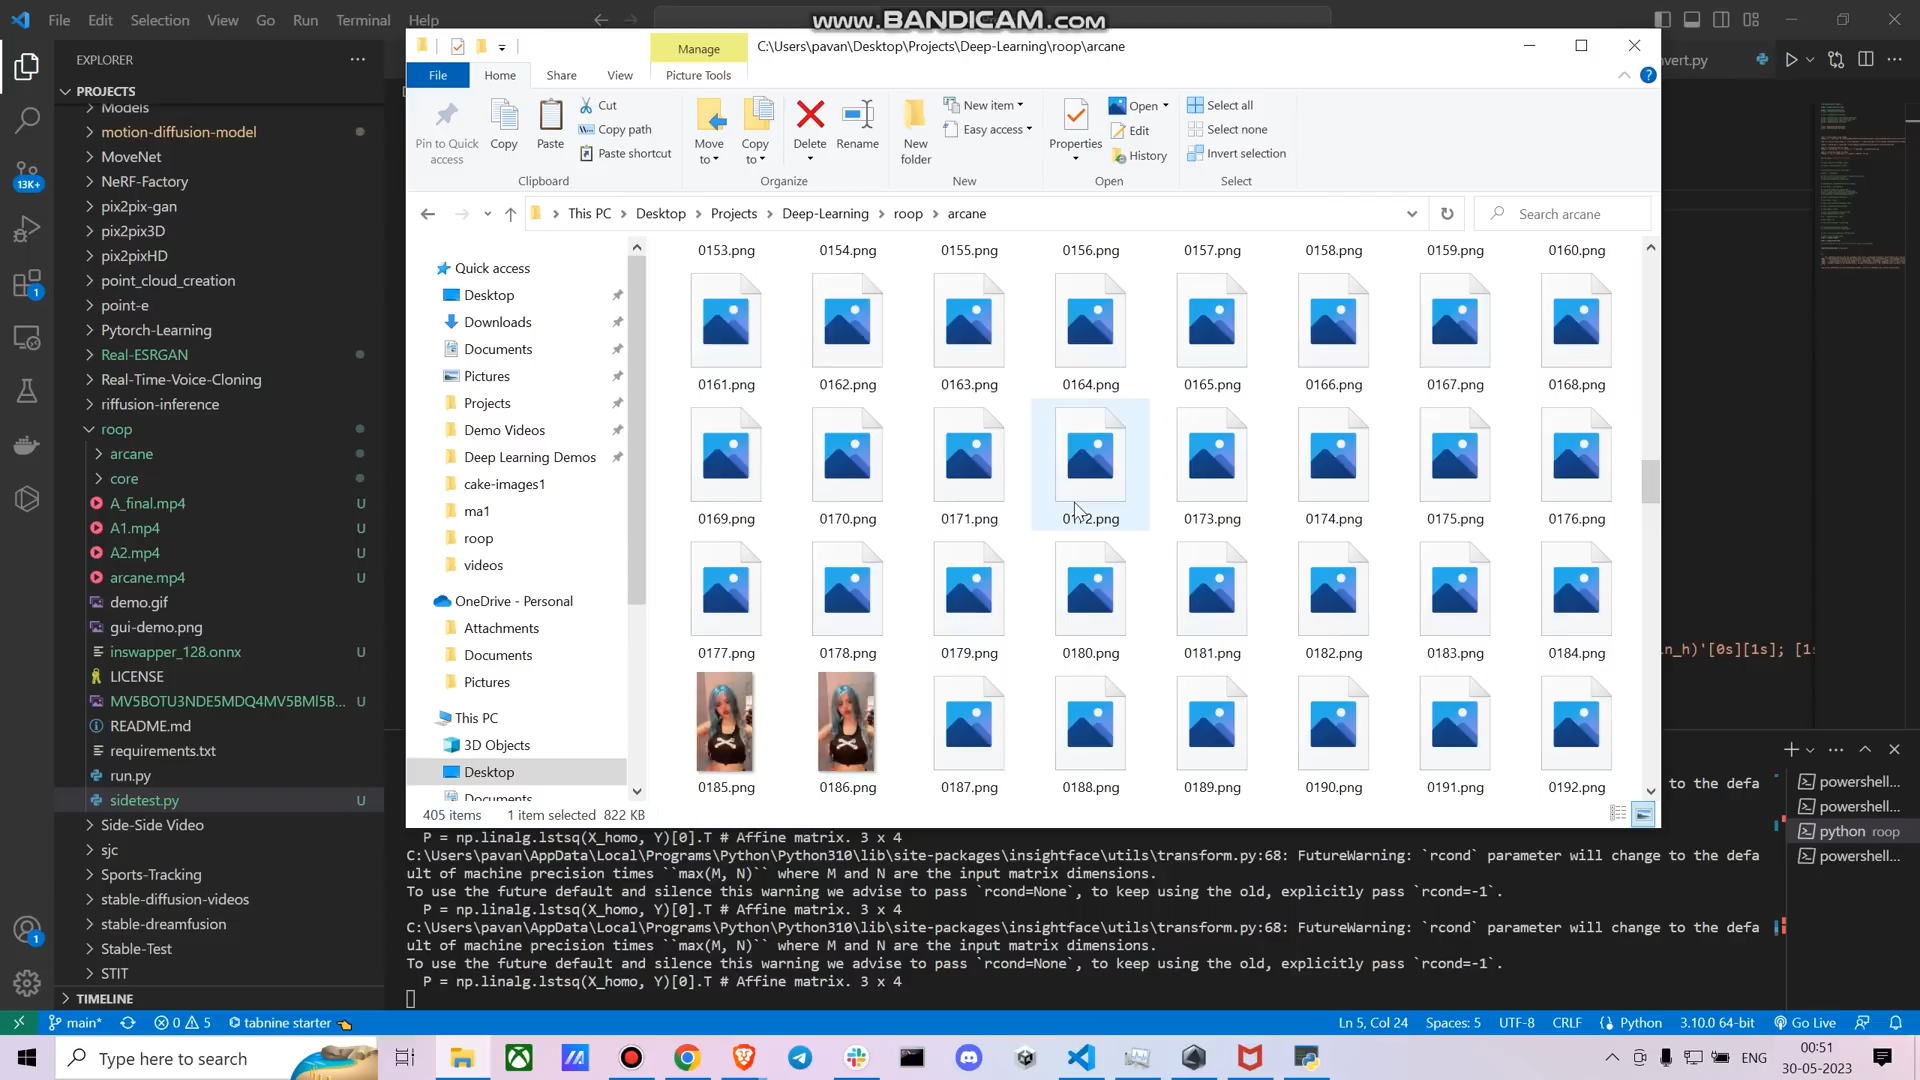 File Edit Selection View Go Run Terminal Help
www.BANDICAM.com
EXPLORER
PROJECTS
Models
motion-diffusion-model
MoveNet
NeRF-Factory
pix2pix-gan
pix2pix3D
pix2pixHD
point_cloud_creation
point-e
Pytorch-Learning
Real-ESRGAN
Real-Time-Voice-Cloning
riffusion-inference
roop
arcane
core
A_final.mp4 U
A1.mp4 U
A2.mp4 U
arcane.mp4 U
demo.gif
gui-demo.png
inswapper_128.onnx U
LICENSE
MV5BOTU3NDE5MDQ4MV5BMl5B... U
README.md
requirements.txt
run.py
sidetest.py U
Side-Side Video
sjc
Sports-Tracking
stable-diffusion-videos
stable-dreamfusion
Stable-Test
STIT
TIMELINE
13K+
1
1
Manage
C:\Users\pavan\Desktop\Projects\Deep-Learning\roop\arcane
File Home Share View Picture Tools
Pin to Quick access
Copy
Paste
Cut
Copy path
Paste shortcut
Clipboard
Move to
Copy to
Delete
Rename
Organize
New folder
New item
Easy access
New
Properties
Open
Edit
History
Open
Select all
Select none
Invert selection
Select
This PC > Desktop > Projects > Deep-Learning > roop > arcane
Search arcane
Quick access
Desktop
Downloads
Documents
Pictures
Projects
Demo Videos
Deep Learning Demos
cake-images1
ma1
roop
videos
OneDrive - Personal
Attachments
Documents
Pictures
This PC
3D Objects
Desktop
Documents
0153.png 0154.png 0155.png 0156.png 0157.png 0158.png 0159.png 0160.png
0161.png 0162.png 0163.png 0164.png 0165.png 0166.png 0167.png 0168.png
0169.png 0170.png 0171.png 0172.png 0173.png 0174.png 0175.png 0176.png
0177.png 0178.png 0179.png 0180.png 0181.png 0182.png 0183.png 0184.png
0185.png 0186.png 0187.png 0188.png 0189.png 0190.png 0191.png 0192.png
405 items 1 item selected 822 KB
nvert.py
in_h)'[0s][1s]; [1s
to the defa
P = np.linalg.lstsq(X_homo, Y)[0].T # Affine matrix. 3 x 4
C:\Users\pavan\AppData\Local\Programs\Python\Python310\lib\site-packages\insightface\utils\transform.py:68: FutureWarning: `rcond` parameter will change to the defa
ult of machine precision times ``max(M, N)`` where M and N are the input matrix dimensions.
To use the future default and silence this warning we advise to pass `rcond=None`, to keep using the old, explicitly pass `rcond=-1`.
P = np.linalg.lstsq(X_homo, Y)[0].T # Affine matrix. 3 x 4
C:\Users\pavan\AppData\Local\Programs\Python\Python310\lib\site-packages\insightface\utils\transform.py:68: FutureWarning: `rcond` parameter will change to the defa
ult of machine precision times ``max(M, N)`` where M and N are the input matrix dimensions.
To use the future default and silence this warning we advise to pass `rcond=None`, to keep using the old, explicitly pass `rcond=-1`.
P = np.linalg.lstsq(X_homo, Y)[0].T # Affine matrix. 3 x 4
powershell...
powershell...
python roop
powershell...
main* 0 5 tabnine starter
Ln 5, Col 24 Spaces: 5 UTF-8 CRLF Python 3.10.0 64-bit Go Live
Type here to search
ENG
00:51
30-05-2023